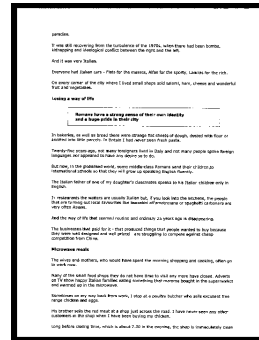 paradise.
It was still recovering from the turbulence of the 1970s, when there had been bombs,
kidnapping and ideological conflict between the right and the left.
And it was very Italian.
Everyone had Italian cars - Fiats for the masses, Alfas for the sporty, Lancias for the rich.
On every corner of the city where I lived small shops sold salami, ham, cheese and wonderful
fruit and vegetables.
Losing a way of life
Romans have a strong sense of their own identity
and a huge pride in their city
In bakeries, as well as bread there were strange flat sheets of dough, dusted with flour or
coated into little parcels. In Britain I had never seen fresh pasta.
Twenty-five years ago, not many foreigners lived in Italy and not many people spoke foreign
languages nor appeared to have any desire to do so.
But now, in the globalised world, many middle-class Romans send their children to
international schools so that they will grow up speaking English fluently.
The Italian father of one of my daughter's classmates speaks to his Italian children only in
English.
In restaurants the waiters are usually Italian but, if you look into the kitchens, the people
that are turning out local favourites like mountains of amatriciana or spaghetti carbonara are
very often Asians.
And the way of life that seemed routine and ordinary 25 years ago is disappearing.
The businesses that paid for it - that produced things that people wanted to buy because
they were well designed and well priced - are struggling to compete against cheap
competition from China.
Microwave meals
The wives and mothers, who would have spent the morning shopping and cooking, often go
to work now.
Many of the small food shops they do not have time to visit any more have closed. Adverts
on TV show happy Italian families eating something that mamma bought in the supermarket
and warmed up in the microwave.
Sometimes on my way back from work, I stop at a poultry butcher who sells excellent free
range chicken and eggs.
My brother sells the red meat at a shop just across the road. I have never seen any other
customers in the shop when I have been buying my chicken.
Long before closing time, which is about 7.30 in the evening, the shop is immaculately clean